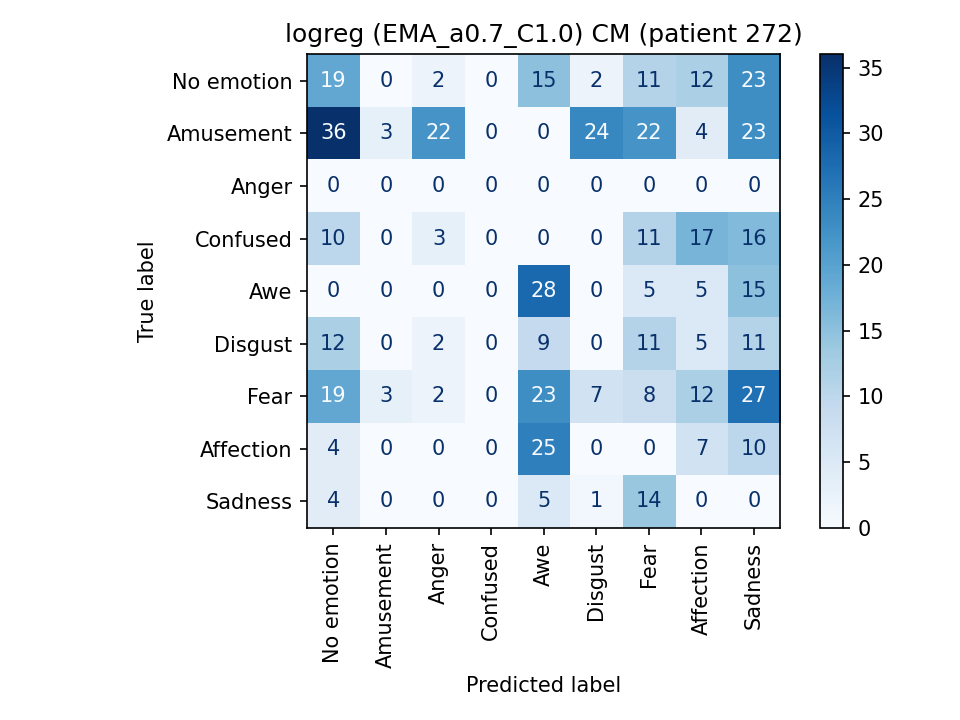 logreg (EMA_a0.7_C1.0) CM (patient 272)
No emotion 19 0 2 0 15 2 11 12 23
Amusement 36 3 22 0 0 24 22 4 23
Anger 0 0 0 0 0 0 0 0 0
Confused 10 0 3 0 0 0 11 17 16
Awe 0 0 0 0 28 0 5 5 15
Disgust 12 0 2 0 9 0 11 5 11
Fear 19 3 2 0 23 7 8 12 27
Affection 4 0 0 0 25 0 0 7 10
Sadness 4 0 0 0 5 1 14 0 0
True label
No emotion
Amusement
Anger
Confused
Awe
Disgust
Fear
Affection
Sadness
Predicted label
35
30
25
20
15
10
5
0